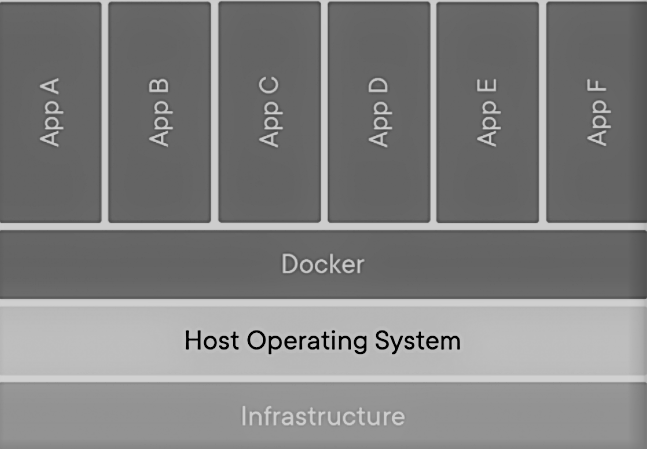 App A
App B
App C
App D
App E
App F
Docker
Host Operating System
Infrastructure